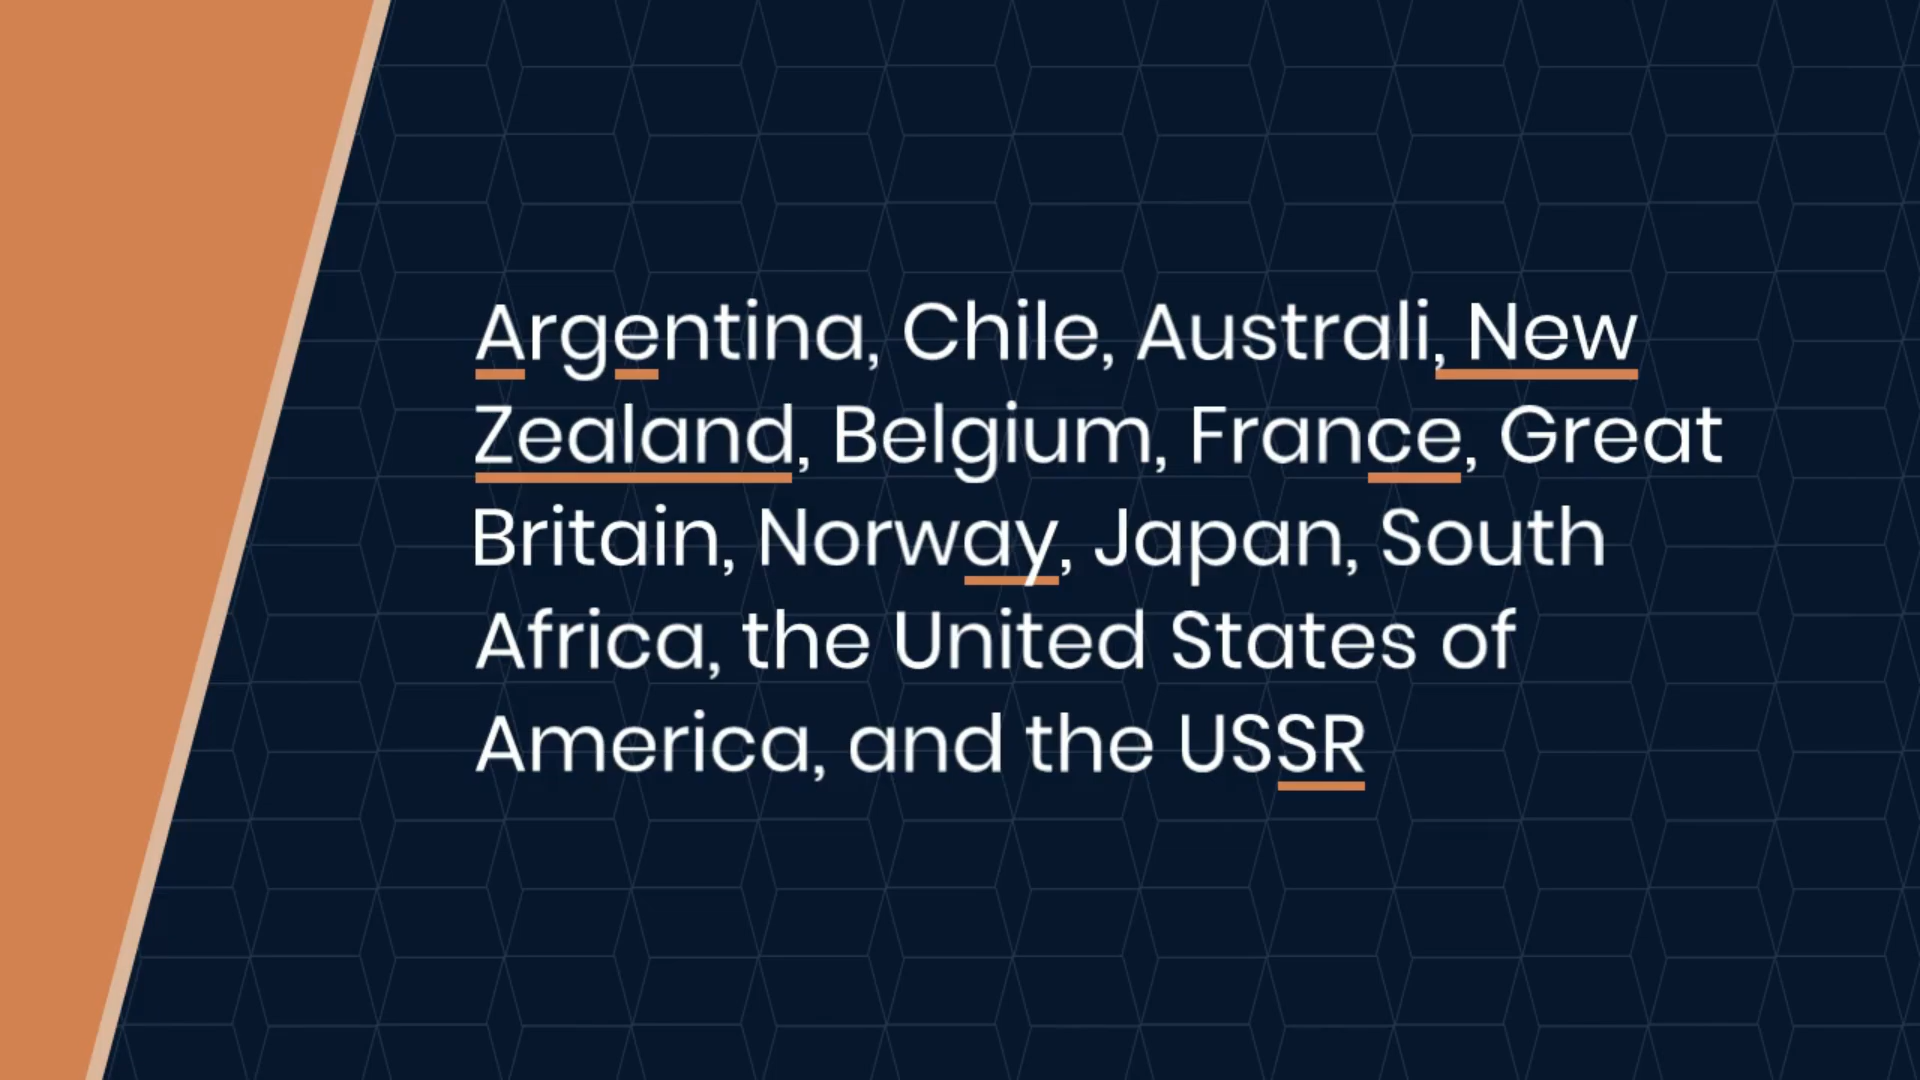 Argentina, Chile, Australi, New
Zealand, Belgium, France, Great
Britain, Norway, Japan, South
Africa, the United States of
America, and the USSR